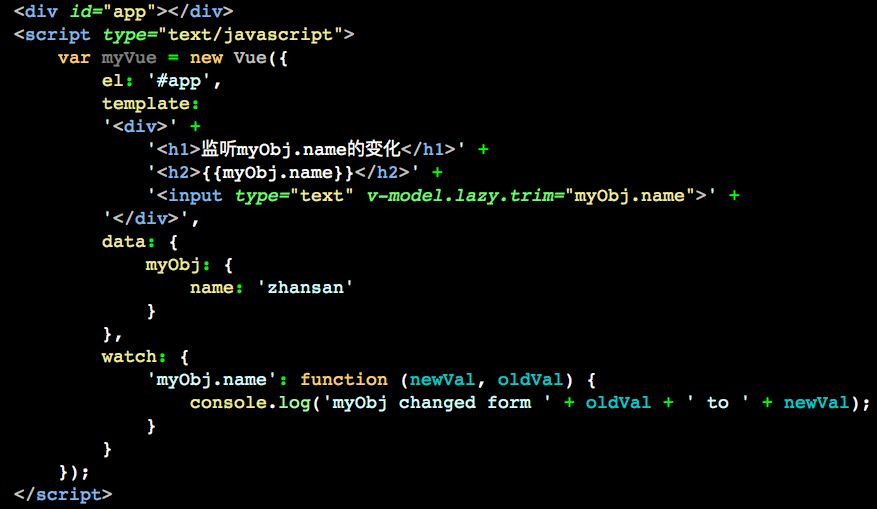 <div id="app"></div>
<script type="text/javascript">
    var myVue = new Vue({
        el: '#app',
        template:
        '<div>' +
            '<h1>监听myObj.name的变化</h1>' +
            '<h2>{{myObj.name}}</h2>' +
            '<input type="text" v-model.lazy.trim="myObj.name">' +
        '</div>',
        data: {
            myObj: {
                name: 'zhansan'
            }
        },
        watch: {
            'myObj.name': function (newVal, oldVal) {
                console.log('myObj changed form ' + oldVal + ' to ' + newVal);
            }
        }
    });
</script>